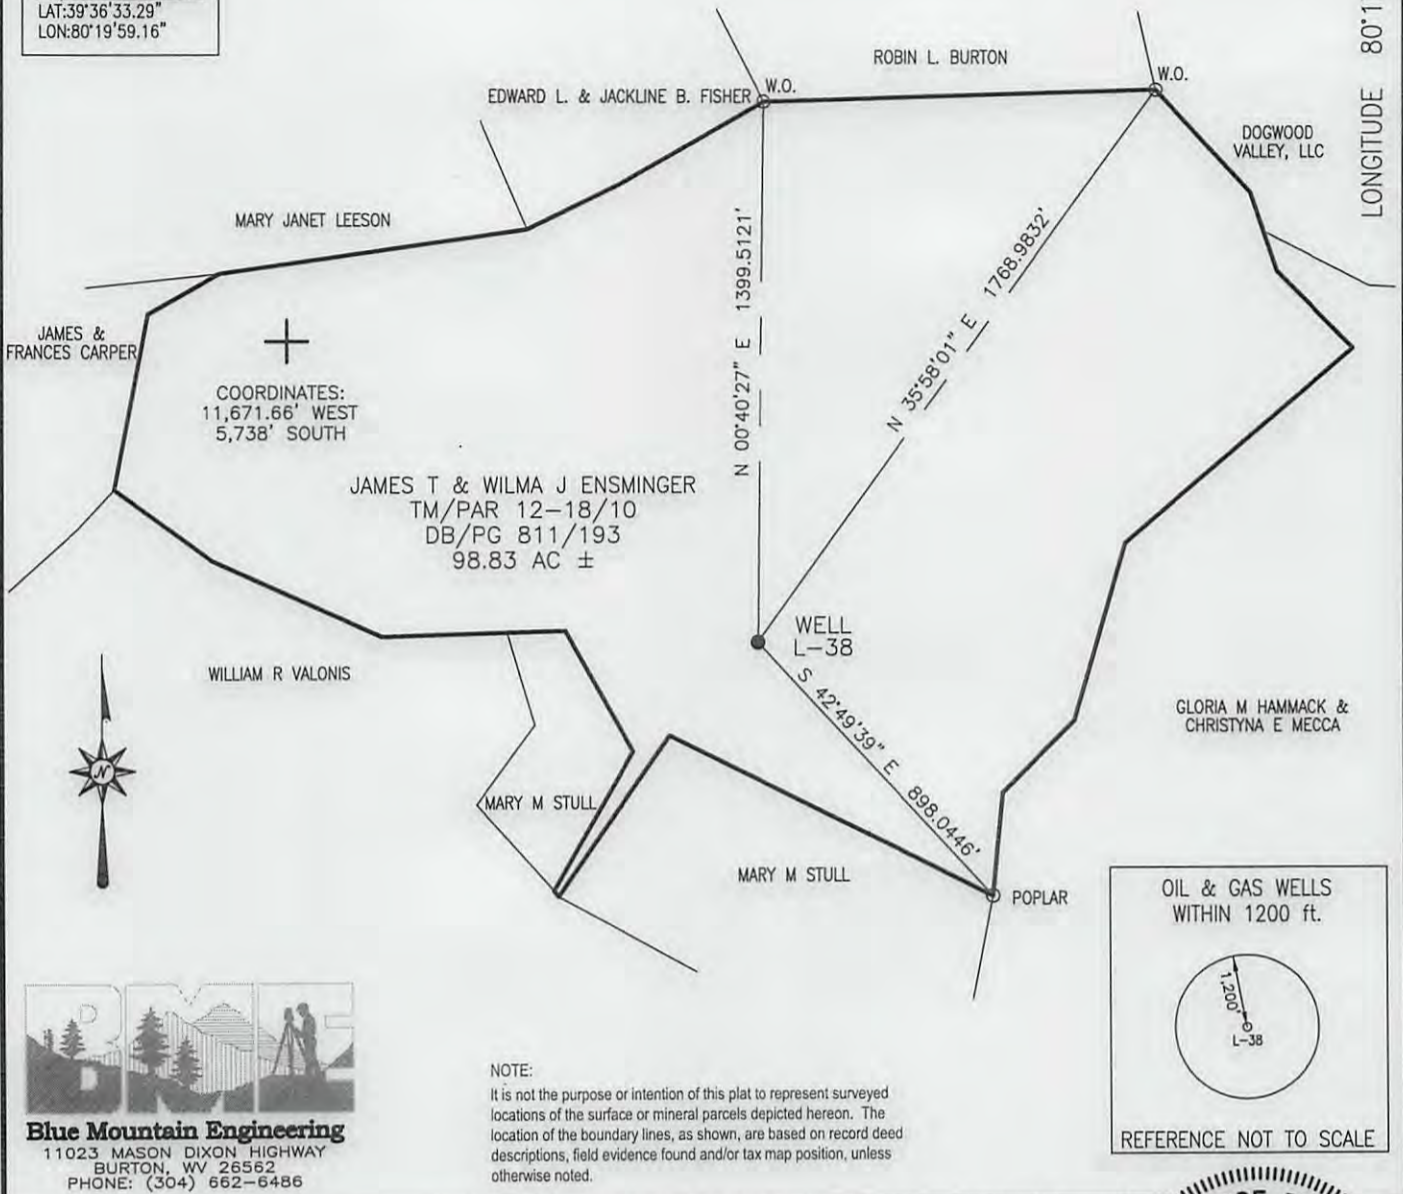 LAT:39°36'33.29"
LON:80°19'59.16"
LONGITUDE 80°1
ROBIN L. BURTON
W.O.
W.O.
EDWARD L. & JACKLINE B. FISHER
DOGWOOD
VALLEY, LLC
MARY JANET LEESON
N 00°40'27" E 1399.5121'
N 35°58'01" E 1768.9832'
JAMES &
FRANCES CARPER
COORDINATES:
11,671.66' WEST
5,738' SOUTH
JAMES T & WILMA J ENSMINGER
TM/PAR 12-18/10
DB/PG 811/193
98.83 AC ±
WELL
L-38
S 42°49'39" E 898.0446'
WILLIAM R VALONIS
GLORIA M HAMMACK &
CHRISTYNA E MECCA
N
MARY M STULL
MARY M STULL
POPLAR
OIL & GAS WELLS
WITHIN 1200 ft.
1,200'
L-38
REFERENCE NOT TO SCALE
BME
Blue Mountain Engineering
11023 MASON DIXON HIGHWAY
BURTON, WV 26562
PHONE: (304) 662-6486
NOTE:
It is not the purpose or intention of this plat to represent surveyed
locations of the surface or mineral parcels depicted hereon. The
location of the boundary lines, as shown, are based on record deed
descriptions, field evidence found and/or tax map position, unless
otherwise noted.